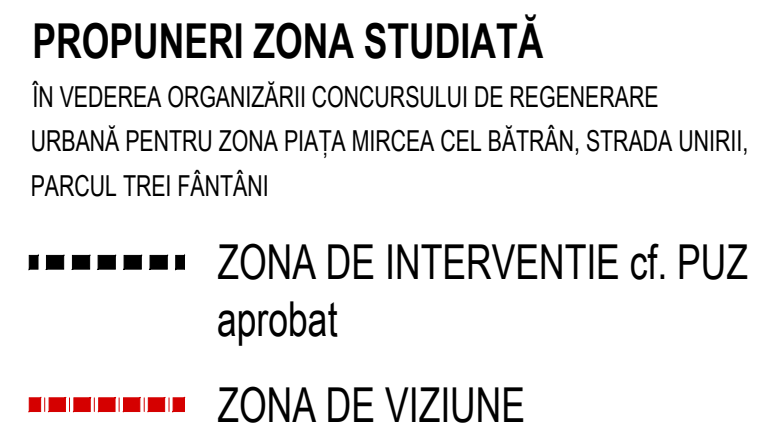 PROPUNERI ZONA STUDIATĂ
ÎN VEDEREA ORGANIZĂRII CONCURSULUI DE REGENERARE
URBANĂ PENTRU ZONA PIAȚA MIRCEA CEL BĂTRÂN, STRADA UNIRII,
PARCUL TREI FÂNTÂNI
ZONA DE INTERVENTIE cf. PUZ
aprobat
ZONA DE VIZIUNE